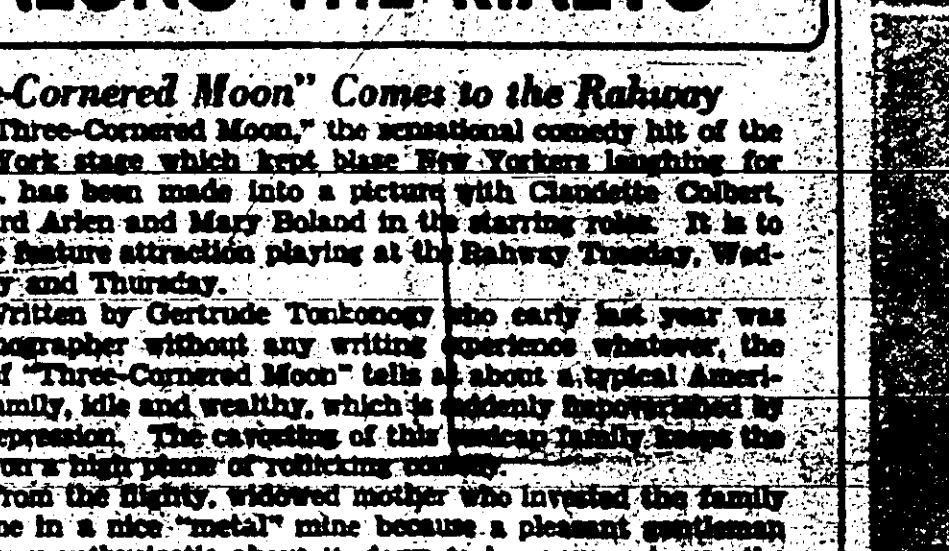 -Cornered Moon" Comes to the Rahway
Three-Cornered Moon," the sensational comedy hit of the
York stage which kept blase New Yorkers laughing for
, has been made into a picture with Claudette Colbert,
rd Arlen and Mary Boland in the starring roles. It is to
e feature attraction playing at the Rahway Tuesday, Wed-
y and Thursday.
Written by Gertrude Tonkonogy who early last year was
nographer without any writing experience whatever, the
f "Three-Cornered Moon" tells all about a typical Ameri-
amily, idle and wealthy, which is suddenly impoverished by
epression. The cavorting of this madcap family keeps the
on a high plane of rollicking comedy.
From the flighty, widowed mother who invested the family
ne in a nice "metal" mine because a pleasant gentleman